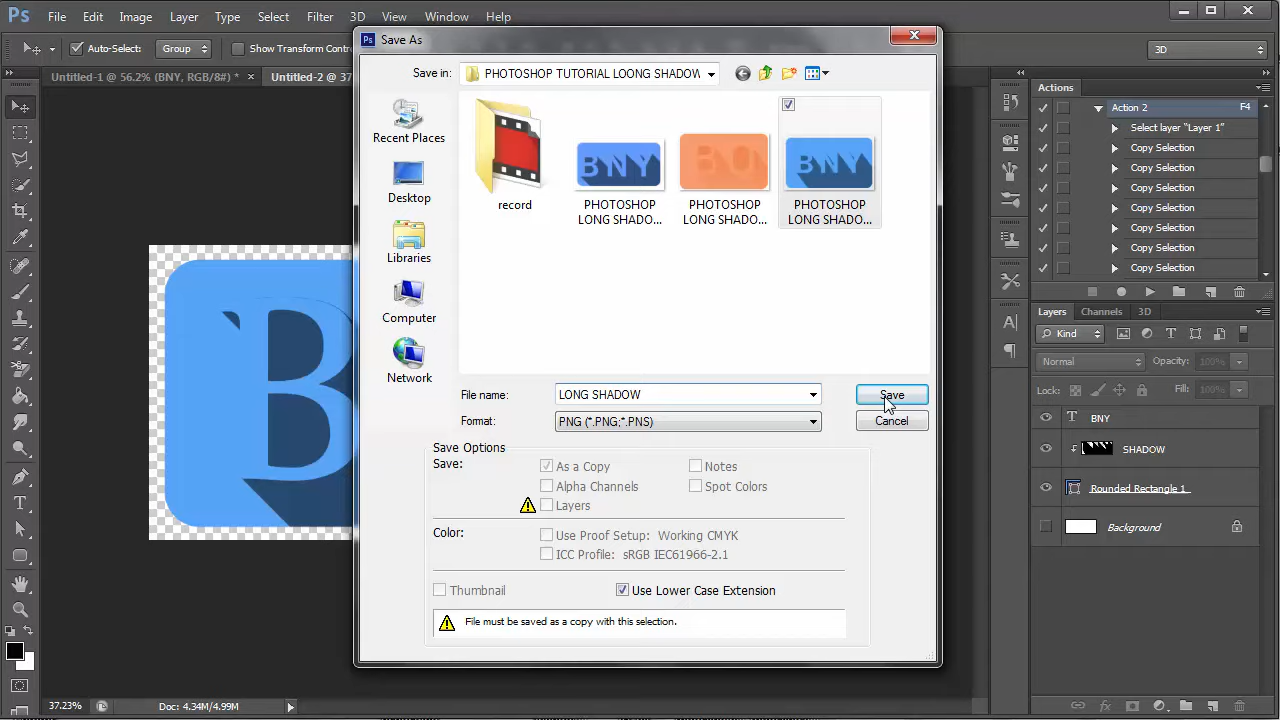 Ps File Edit Image Layer Type Select Filter 3D View Window Help
Auto-Select: Group Show Transform Contr 3D
Untitled-1 @ 56.2% (BNY, RGB/8#) * × Untitled-2 @ 37
Ps Save As
Save in: PHOTOSHOP TUTORIAL LOONG SHADOW
Recent Places
Desktop
Libraries
Computer
Network
BNY
BNY
record
PHOTOSHOP
LONG SHADO...
PHOTOSHOP
LONG SHADO...
PHOTOSHOP
LONG SHADO...
File name: LONG SHADOW Save
Format: PNG (*.PNG;*.PNS) Cancel
Save Options
Save: As a Copy Notes
Alpha Channels Spot Colors
Layers
Color: Use Proof Setup: Working CMYK
ICC Profile: sRGB IEC61966-2.1
Thumbnail Use Lower Case Extension
File must be saved as a copy with this selection.
B
Actions
Action 2 F4
Select layer "Layer 1"
Copy Selection
Copy Selection
Copy Selection
Copy Selection
Copy Selection
Copy Selection
Copy Selection
Layers Channels 3D
Kind
Normal Opacity: 100%
Lock: Fill: 100%
T BNY
SHADOW
Rounded Rectangle 1
Background
37.23% Doc: 4.34M/4.99M